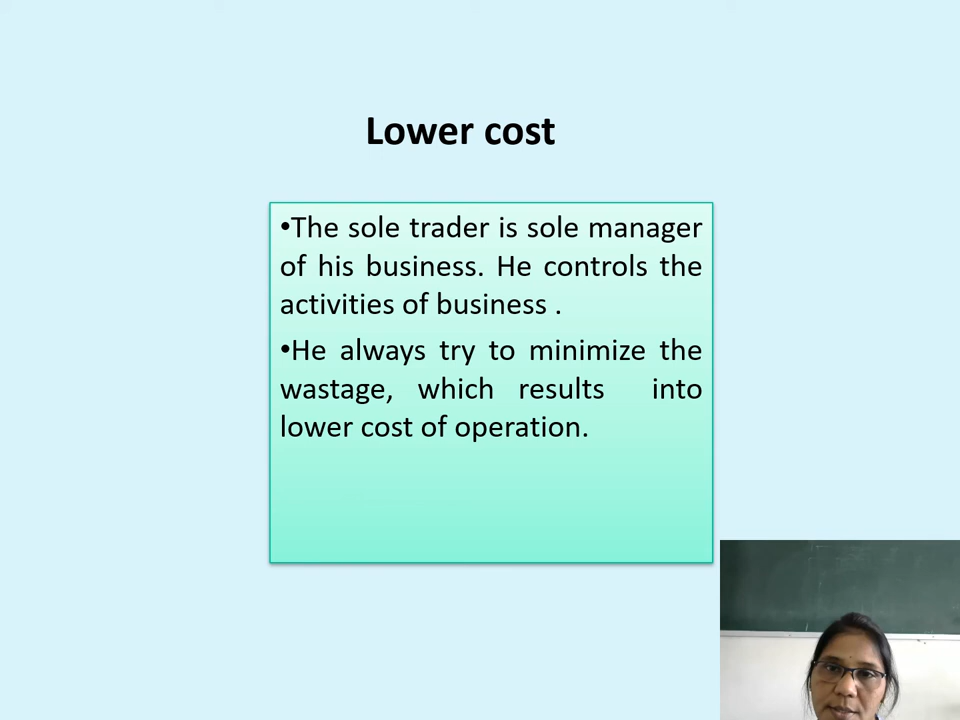 Lower cost
•The sole trader is sole manager
of his business. He controls the
activities of business .
•He always try to minimize the
wastage, which results into
lower cost of operation.